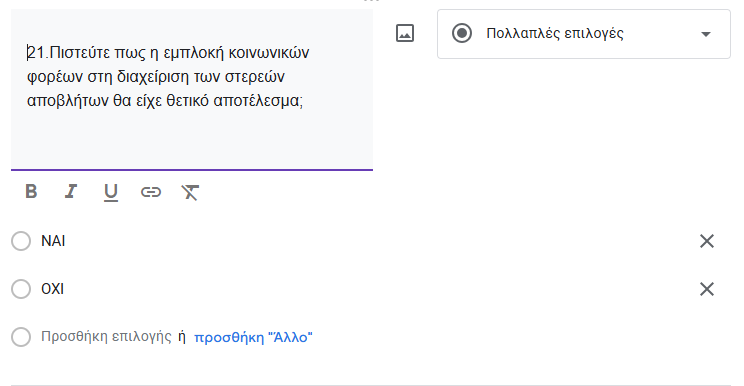 21.Πιστεύτε πως η εμπλοκή κοινωνικών
φορέων στη διαχείριση των στερεών
αποβλήτων θα είχε θετικό αποτέλεσμα;
Πολλαπλές επιλογές
B I U
ΝΑΙ
ΟΧΙ
Προσθήκη επιλογής ή προσθήκη "Άλλο"